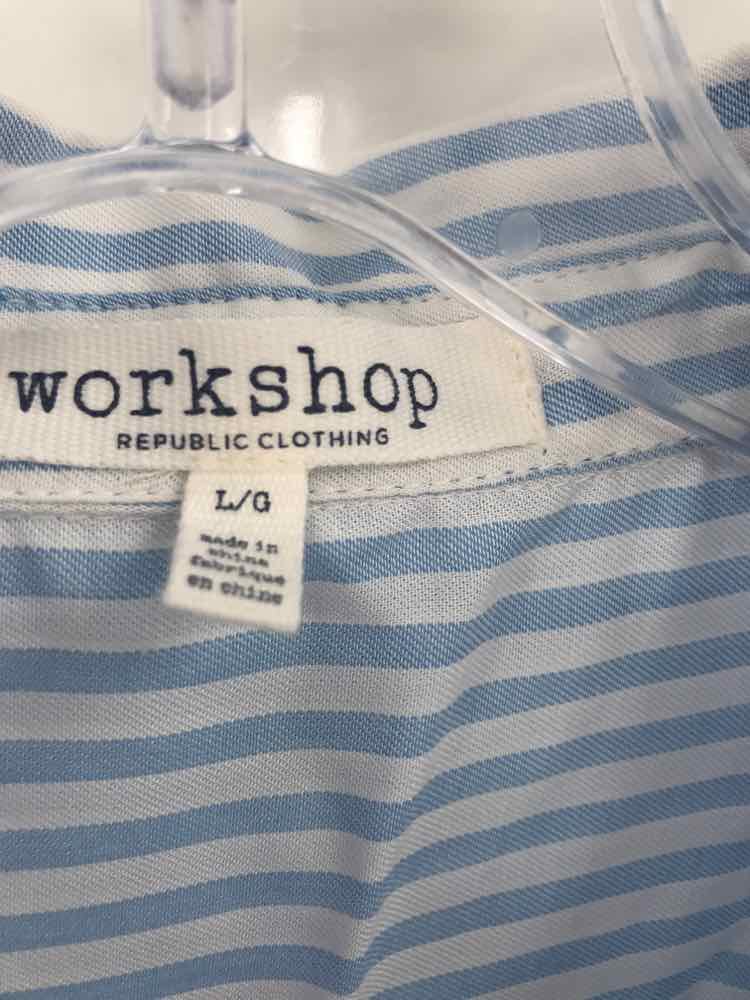 workshop
REPUBLIC CLOTHING
L/G
made in
china
fabrique
en chine